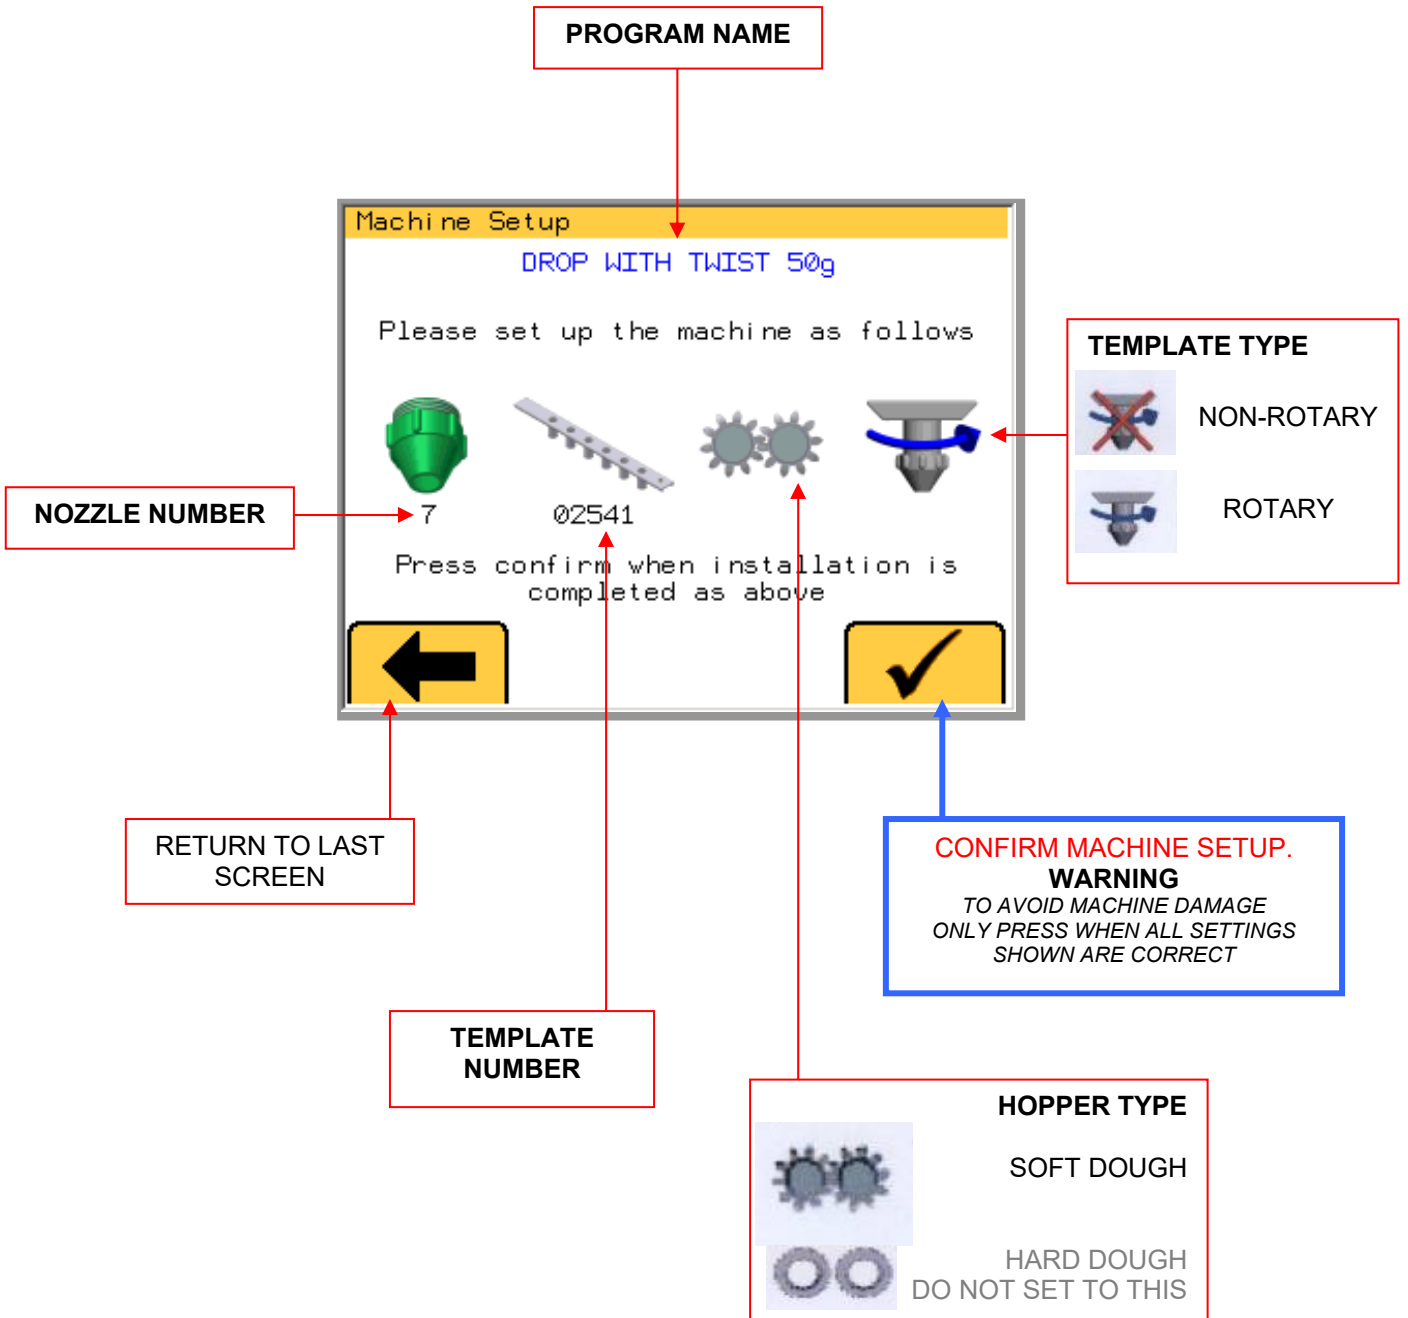 PROGRAM NAME
Machine Setup
DROP WITH TWIST 50g
Please set up the machine as follows
TEMPLATE TYPE
NON-ROTARY
ROTARY
NOZZLE NUMBER
7
02541
Press confirm when installation is
completed as above
RETURN TO LAST
SCREEN
CONFIRM MACHINE SETUP.
WARNING
TO AVOID MACHINE DAMAGE
ONLY PRESS WHEN ALL SETTINGS
SHOWN ARE CORRECT
TEMPLATE
NUMBER
HOPPER TYPE
SOFT DOUGH
HARD DOUGH
DO NOT SET TO THIS